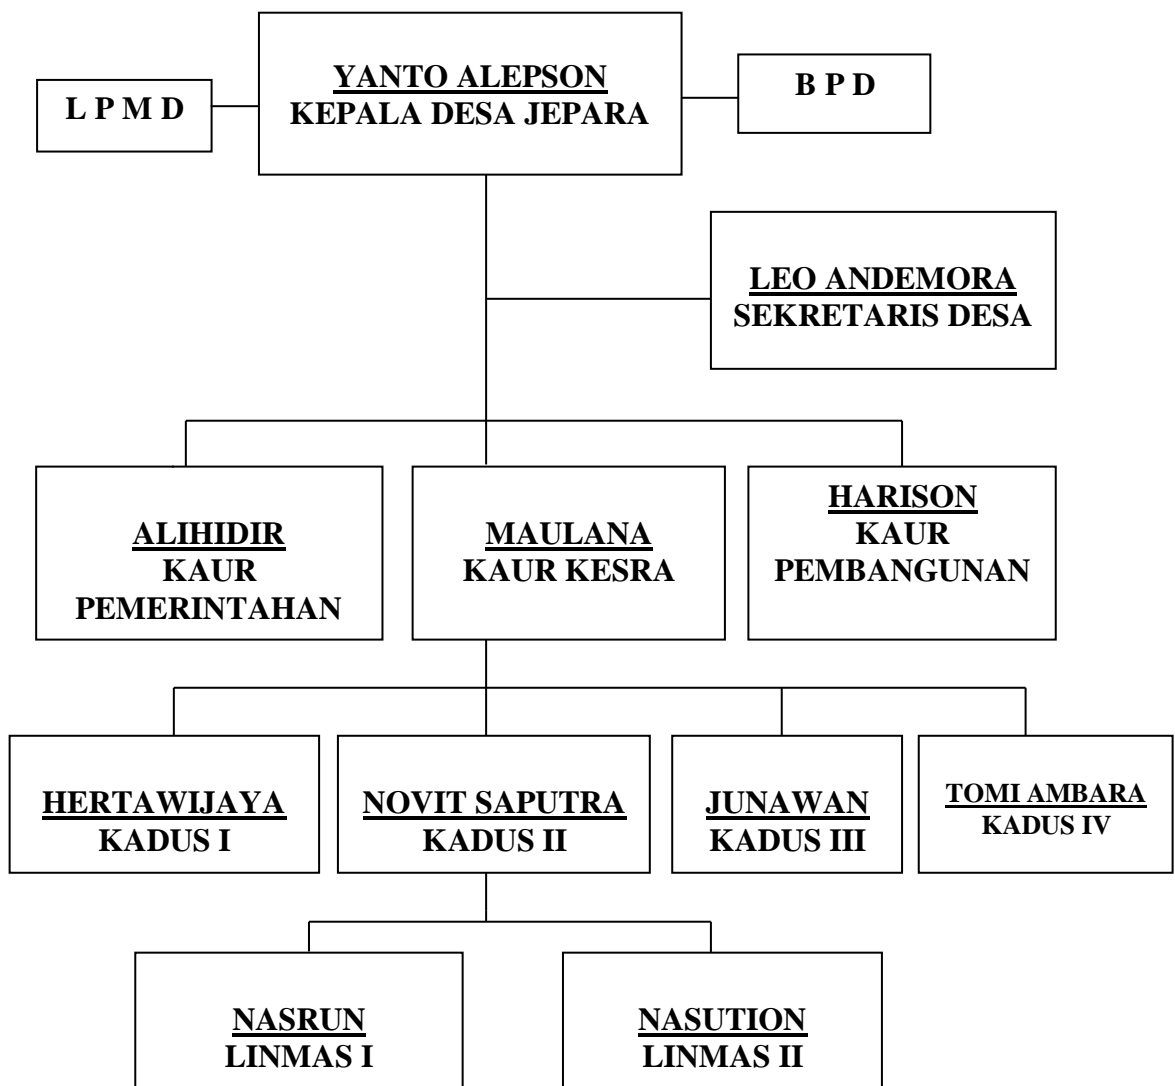 L P M D
YANTO ALEPSON
KEPALA DESA JEPARA
B P D
LEO ANDEMORA
SEKRETARIS DESA
ALIHIDIR
KAUR
PEMERINTAHAN
MAULANA
KAUR KESRA
HARISON
KAUR
PEMBANGUNAN
HERTAWIJAYA
KADUS I
NOVIT SAPUTRA
KADUS II
JUNAWAN
KADUS III
TOMI AMBARA
KADUS IV
NASRUN
LINMAS I
NASUTION
LINMAS II